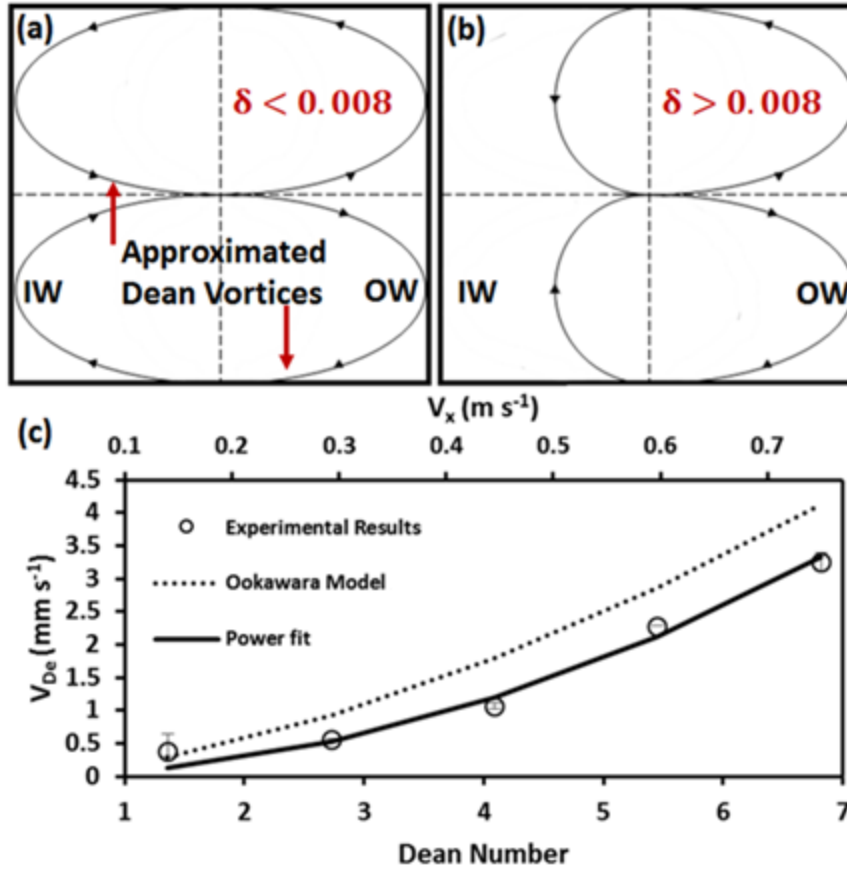 (a)
δ < 0.008
Approximated
Dean Vortices
IW
OW
(b)
δ > 0.008
IW
OW
(c)
Vₓ (m s⁻¹)
0.1 0.2 0.3 0.4 0.5 0.6 0.7
4.5
4
3.5
3
2.5
2
1.5
1
0.5
0
V_De (mm s⁻¹)
Experimental Results
Ookawara Model
Power fit
1 2 3 4 5 6 7
Dean Number